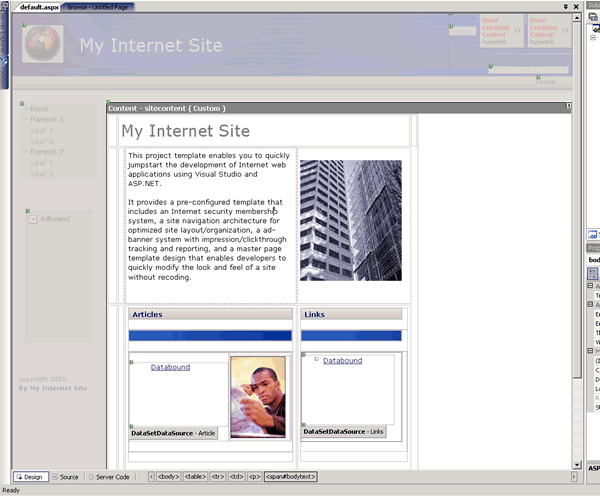 default.aspx Browse - Untitled Page
My Internet Site
Error Creating Control - hyperlink
Error Creating Control - hyperlink
Home
Root
Parent 1
Leaf 1
Leaf 2
Parent 2
Leaf 1
Leaf 2
Content - sitecontent ( Custom )
My Internet Site
This project template enables you to quickly
jumpstart the development of Internet web
applications using Visual Studio and
ASP.NET.
It provides a pre-configured template that
includes an Internet security membership
system, a site navigation architecture for
optimized site layout/organization, a ad-
banner system with impression/clickthrough
tracking and reporting, and a master page
template design that enables developers to
quickly modify the look and feel of a site
without recoding.
Articles
Links
Databound
Databound
DataSetDataSource - Article
DataSetDataSource - Links
copyright 2003:
by My Internet Site
Design Source Server Code <body> <table> <tr> <td> <p> <span#bodytext>
Ready